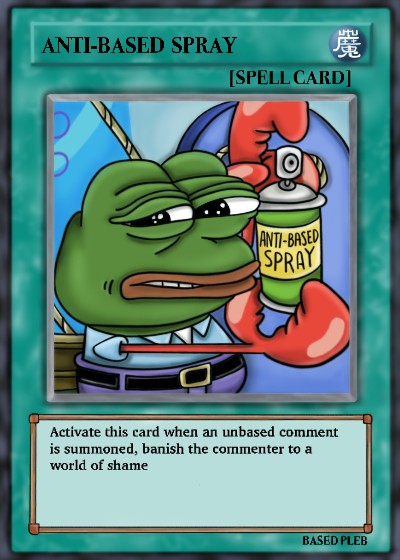 ANTI-BASED SPRAY
魔
[SPELL CARD]
ANTI-BASED
SPRAY
Activate this card when an unbased comment
is summoned, banish the commenter to a
world of shame
BASED PLEB